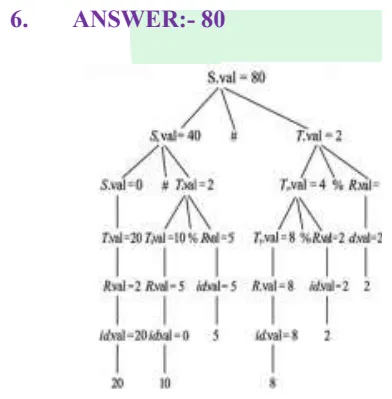 6. ANSWER:- 80
S.val = 80
S.val= 40 # T.val = 2
S.val=0 # T.val=2 T.val = 4 % R.val=
T.val=20 T.val=10 % R.val=5 T.val=8 % R.val=2 d.val=2
R.val=2 R.val=5 id.val=5 R.val=8 id.val=2 2
id.val=20 id.val=0 5 id.val=8 2
20 10 8